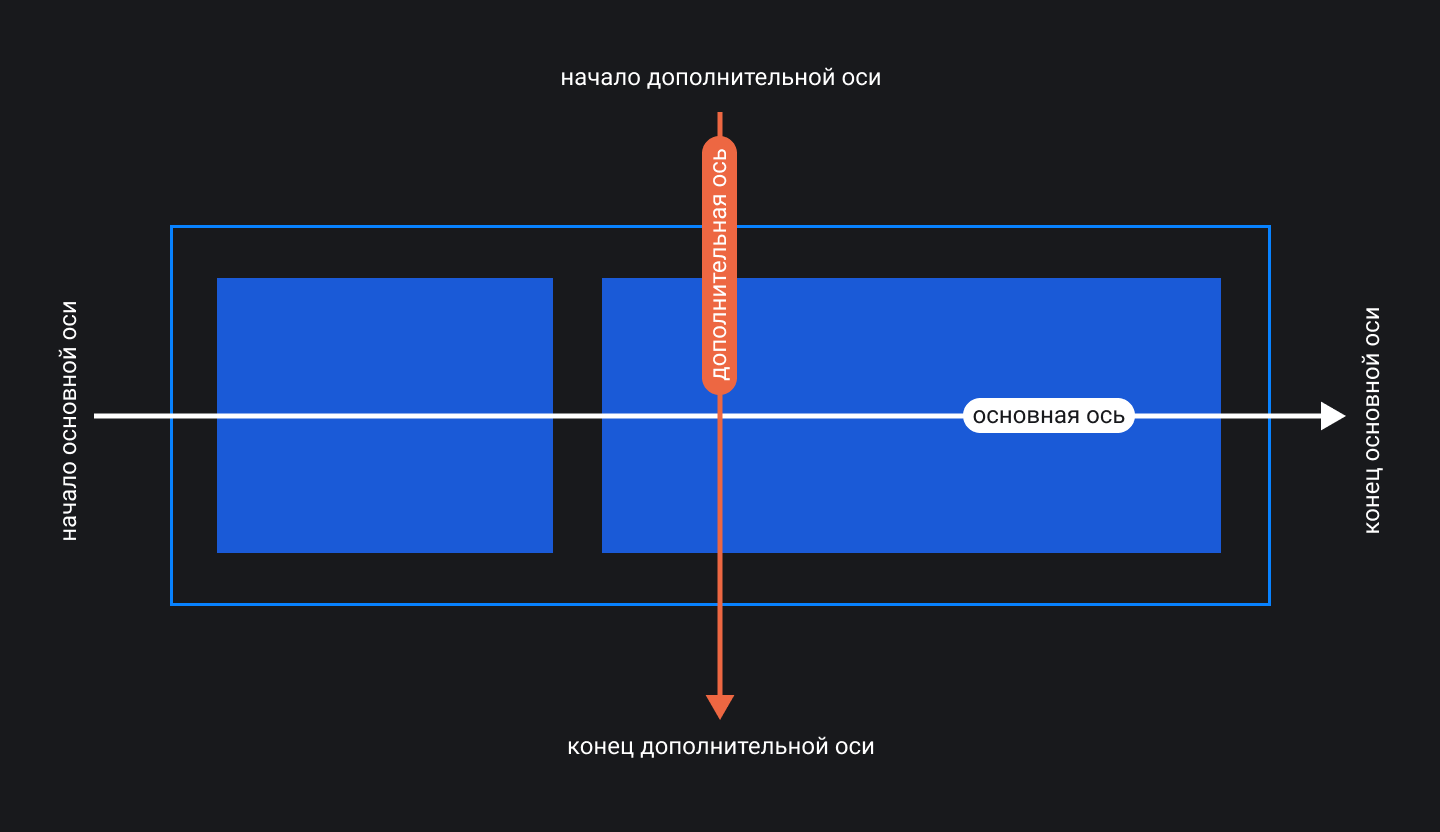 начало дополнительной оси
дополнительная ось
начало основной оси
основная ось
конец основной оси
конец дополнительной оси